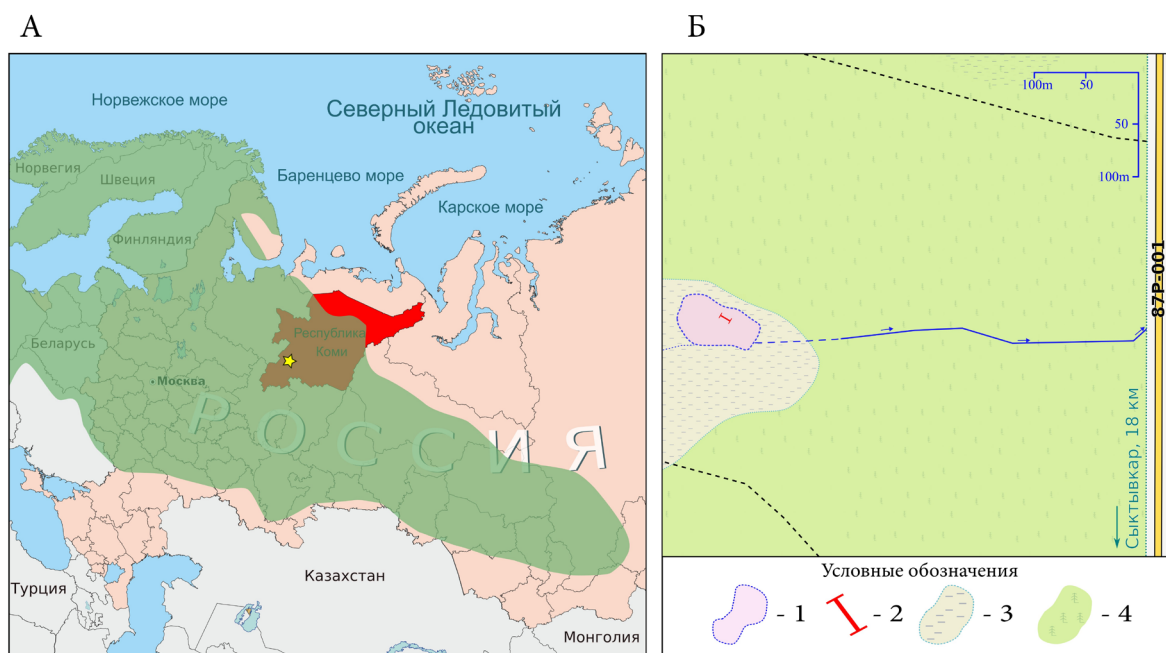 А
Норвежское море
Северный Ледовитый
океан
Баренцево море
Карское море
Норвегия
Швеция
Финляндия
Республика
Коми
Беларусь
Москва
РОССИЯ
Казахстан
Турция
Монголия
Б
100m 50
50
100m
87Р-001
Сыктывкар, 18 км
Условные обозначения
- 1
- 2
- 3
- 4